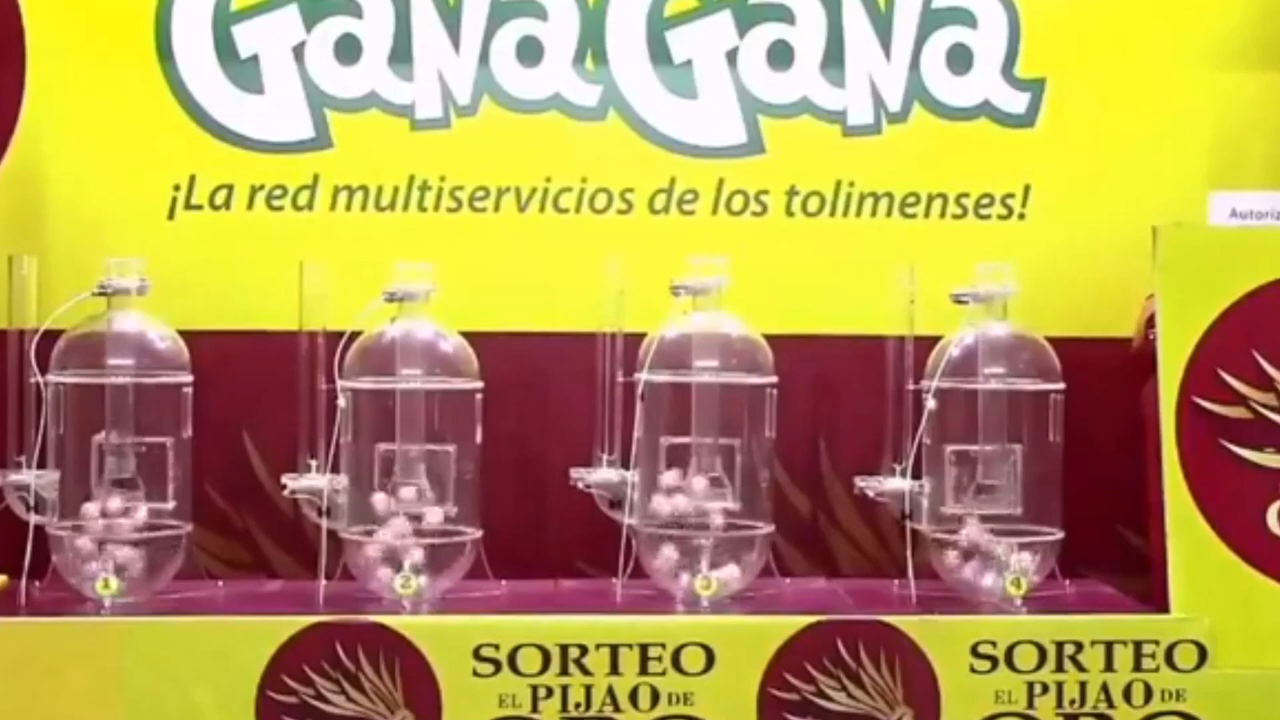 GaNaGaNa
¡La red multiservicios de los tolimenses!
1
2
3
4
SORTEO
EL PIJAO DE
SORTEO
EL PIJAO DE